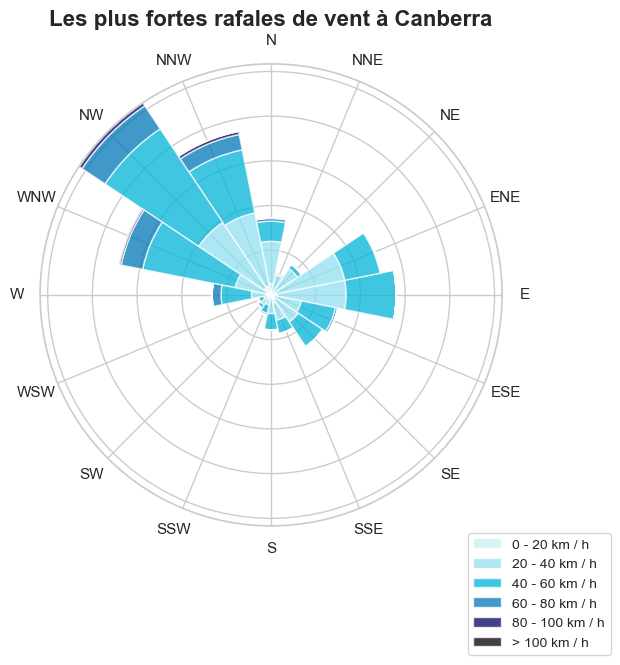 Les plus fortes rafales de vent à Canberra
N
NNW
NNE
NW
NE
WNW
ENE
W
E
WSW
ESE
SW
SE
SSW
SSE
S
0 - 20 km / h
20 - 40 km / h
40 - 60 km / h
60 - 80 km / h
80 - 100 km / h
> 100 km / h